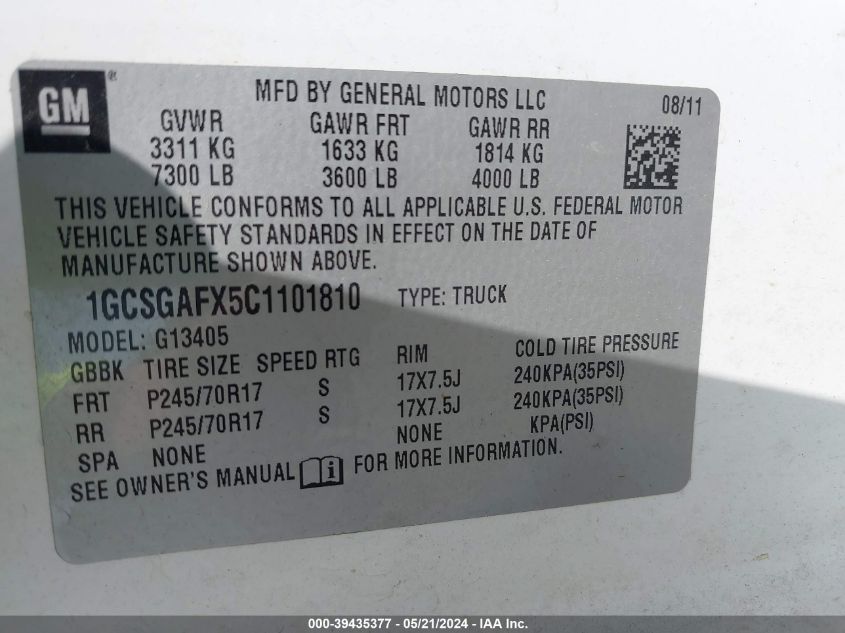 GM ®
MFD BY GENERAL MOTORS LLC 08/11
GVWR GAWR FRT GAWR RR
3311 KG 1633 KG 1814 KG
7300 LB 3600 LB 4000 LB
THIS VEHICLE CONFORMS TO ALL APPLICABLE U.S. FEDERAL MOTOR
VEHICLE SAFETY STANDARDS IN EFFECT ON THE DATE OF
MANUFACTURE SHOWN ABOVE.
1GCSGAFX5C1101810 TYPE: TRUCK
MODEL: G13405
GBBK TIRE SIZE SPEED RTG RIM COLD TIRE PRESSURE
FRT P245/70R17 S 17X7.5J 240KPA(35PSI)
RR P245/70R17 S 17X7.5J 240KPA(35PSI)
SPA NONE NONE KPA(PSI)
SEE OWNER'S MANUAL i FOR MORE INFORMATION.
000-39435377 - 05/21/2024 - IAA Inc.